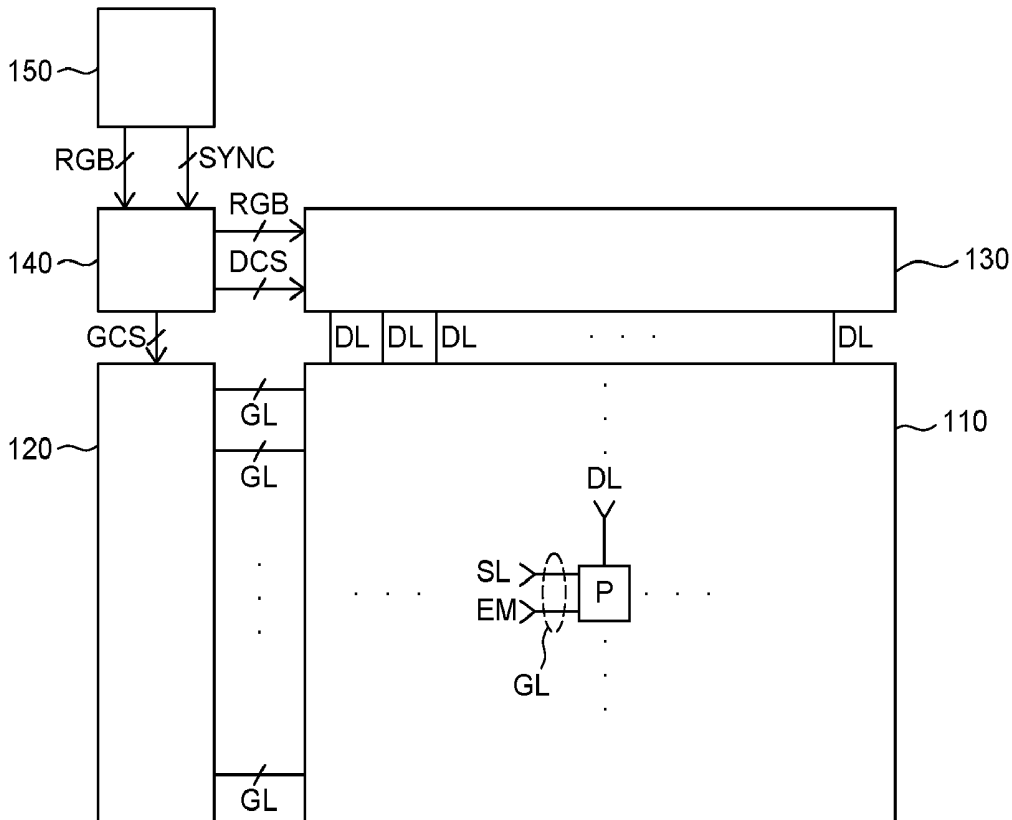 150
RGB SYNC
RGB
140
DCS
130
GCS
DL DL DL . . . DL
GL
120
110
GL
DL
SL
P
EM
GL
GL